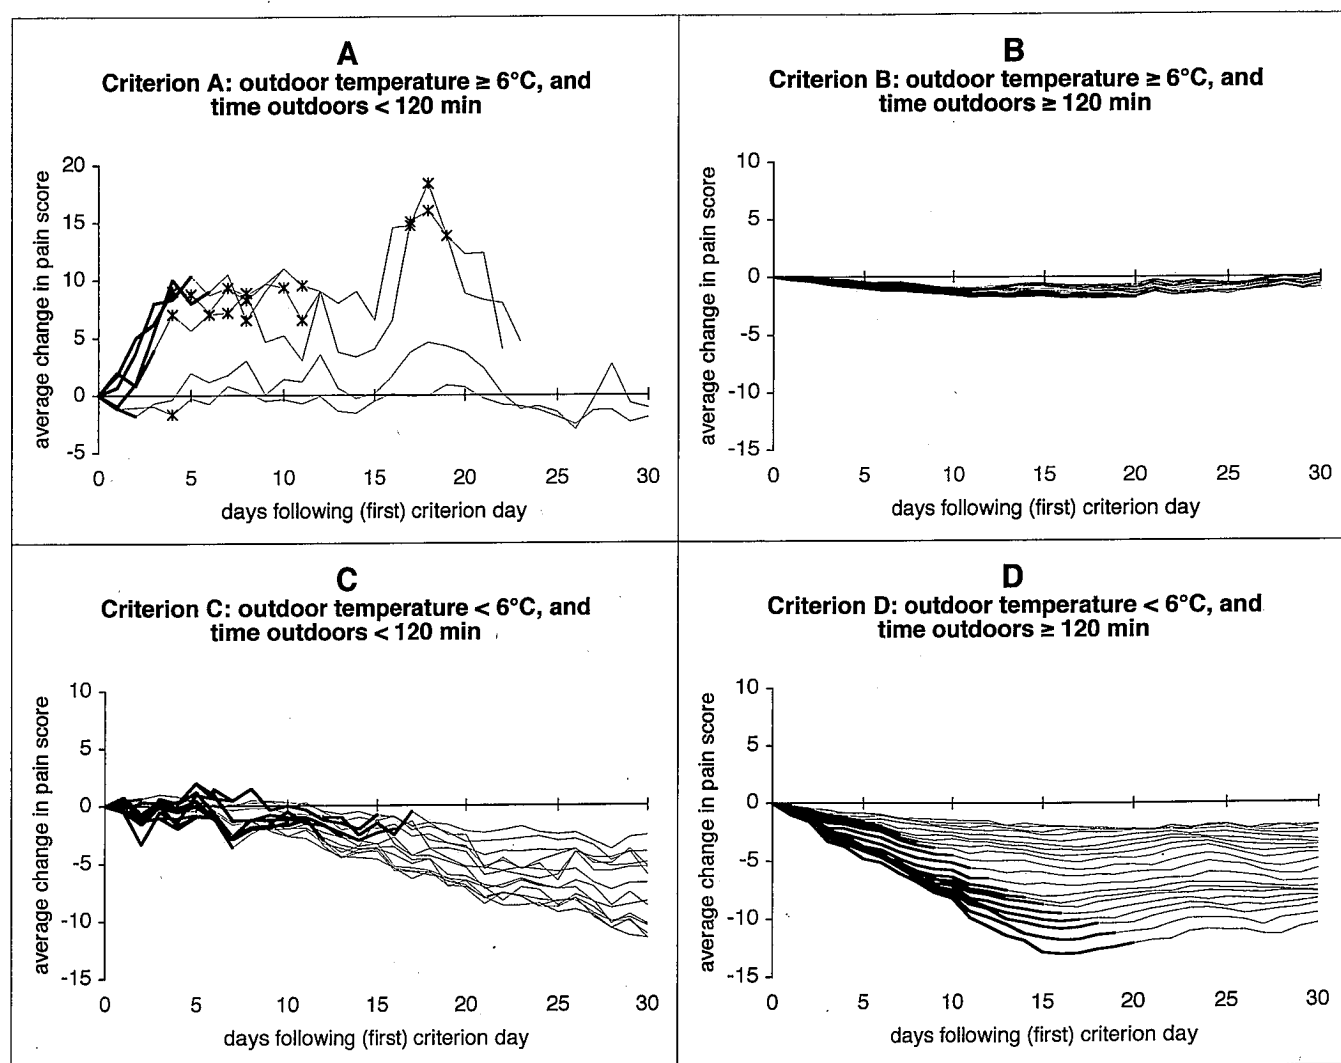 A
Criterion A: outdoor temperature ≥ 6°C, and
time outdoors < 120 min
average change in pain score
20
15
10
5
0
-5
0 5 10 15 20 25 30
days following (first) criterion day
B
Criterion B: outdoor temperature ≥ 6°C, and
time outdoors ≥ 120 min
average change in pain score
10
5
0
-5
-10
-15
0 5 10 15 20 25 30
days following (first) criterion day
C
Criterion C: outdoor temperature < 6°C, and
time outdoors < 120 min
average change in pain score
10
5
0
-5
-10
-15
0 5 10 15 20 25 30
days following (first) criterion day
D
Criterion D: outdoor temperature < 6°C, and
time outdoors ≥ 120 min
average change in pain score
10
5
0
-5
-10
-15
0 5 10 15 20 25 30
days following (first) criterion day